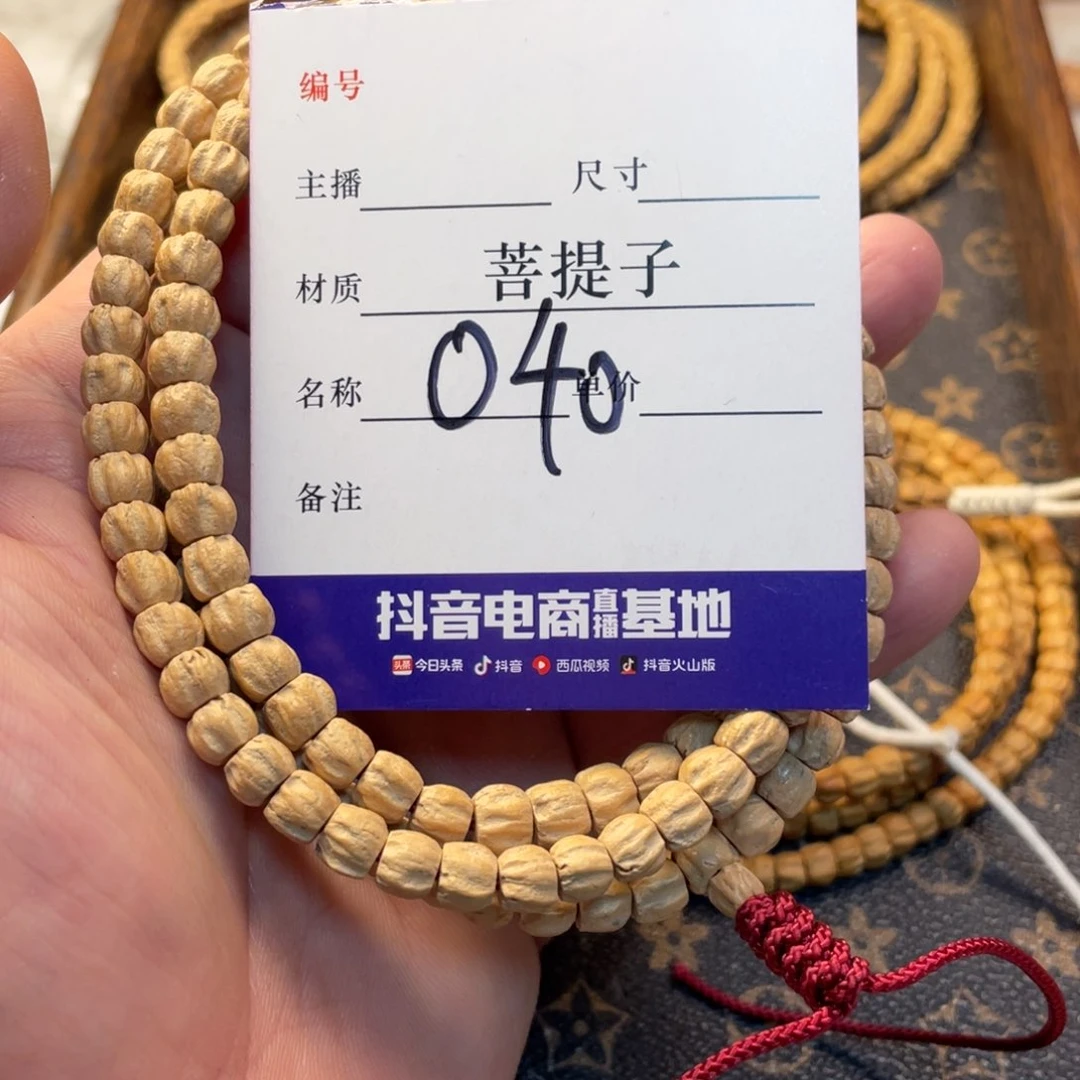 编号
主播 尺寸
材质 菩提子
040
名称 单价
备注
抖音电商直播基地
头条 今日头条 抖音 西瓜视频 抖音火山版